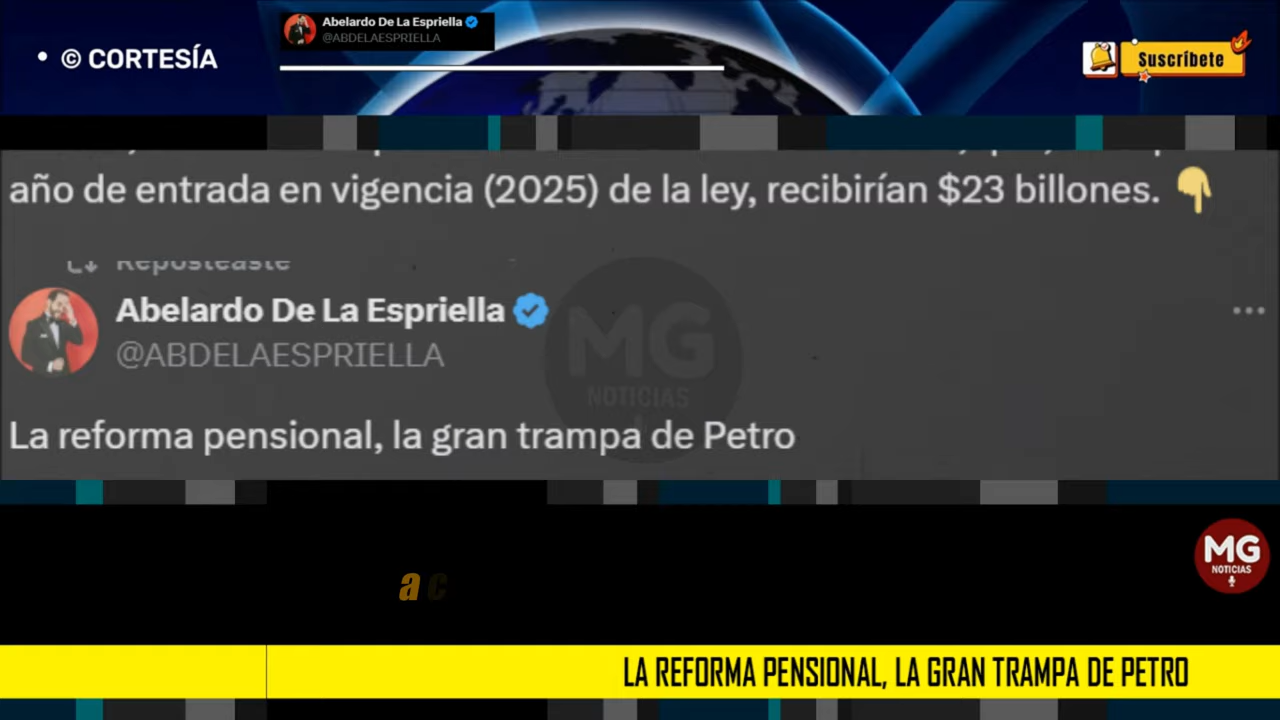 • © CORTESÍA
Abelardo De La Espriella
@ABDELAESPRIELLA
Suscríbete
año de entrada en vigencia (2025) de la ley, recibirían $23 billones. 👇
Reposteaste
Abelardo De La Espriella
@ABDELAESPRIELLA
MG
NOTICIAS
La reforma pensional, la gran trampa de Petro
MG
NOTICIAS
a c
LA REFORMA PENSIONAL, LA GRAN TRAMPA DE PETRO